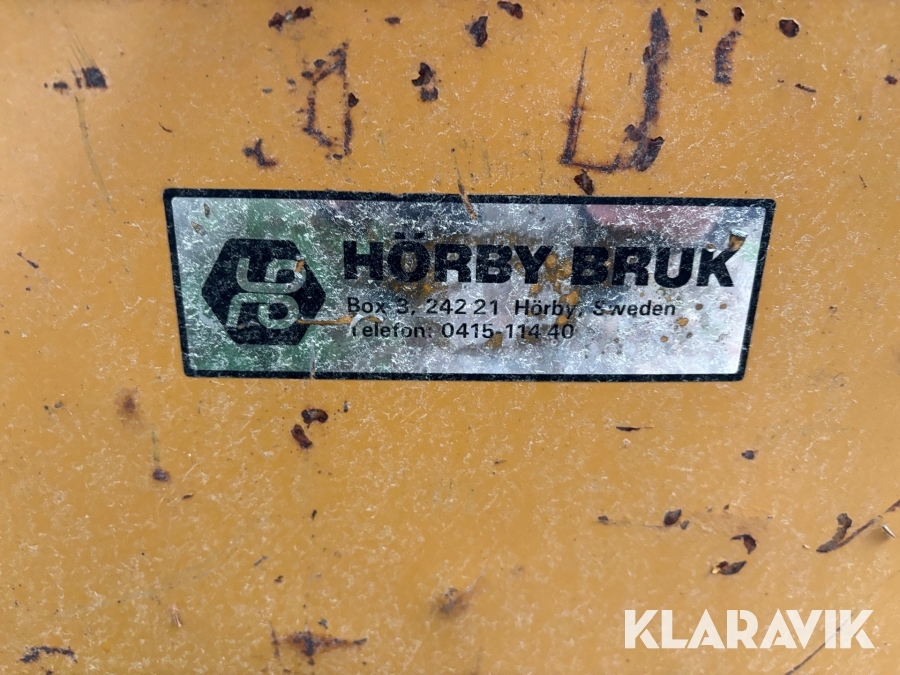 HÖRBY BRUK
Box 3, 242 21 Hörby, Sweden
Telefon: 0415-114 40
KLARAVIK